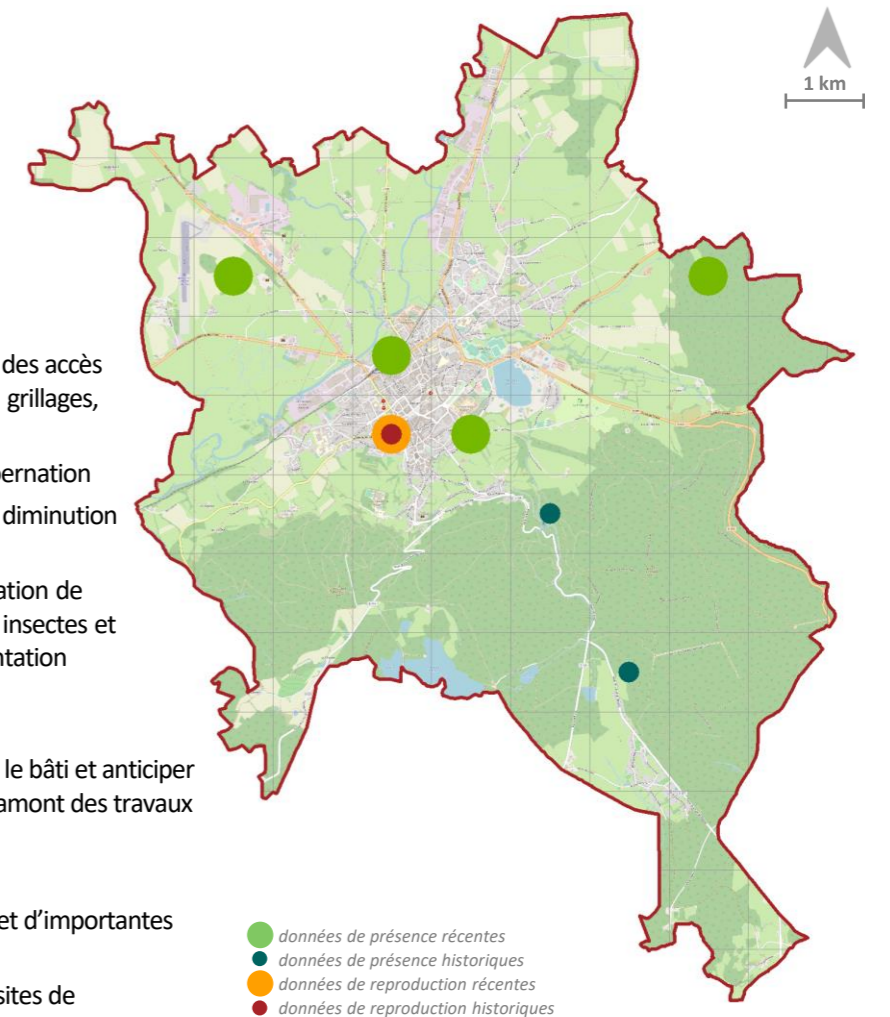 1 km
des accès
grillages,
bernation
diminution
ation de
insectes et
ntation
le bâti et anticiper
amont des travaux
et d’importantes
sites de
données de présence récentes
données de présence historiques
données de reproduction récentes
données de reproduction historiques